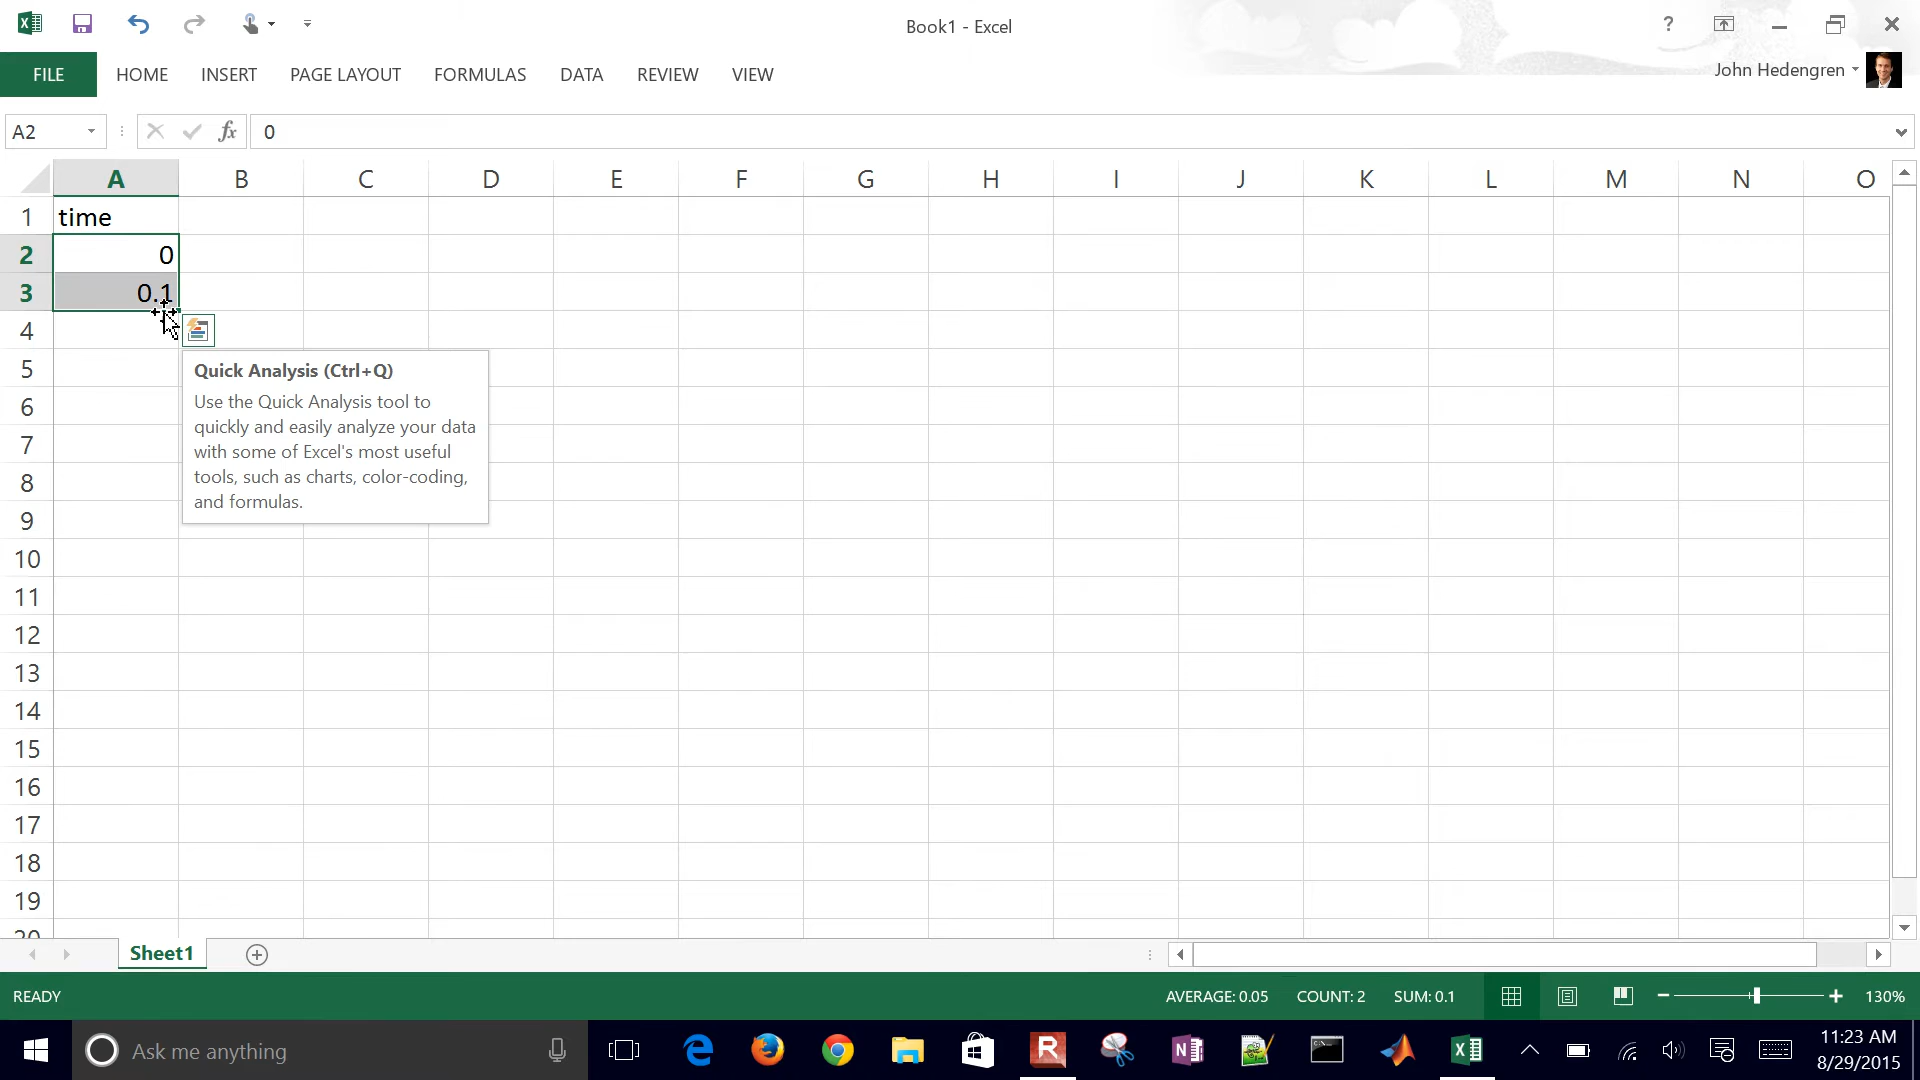 Book1 - Excel
?
FILE HOME INSERT PAGE LAYOUT FORMULAS DATA REVIEW VIEW
John Hedengren
A2 fx 0
A B C D E F G H I J K L M N O
1 time
2 0
3 0.1
4
Quick Analysis (Ctrl+Q)
5
Use the Quick Analysis tool to
6
quickly and easily analyze your data
7
with some of Excel's most useful
8
tools, such as charts, color-coding,
and formulas.
9
10
11
12
13
14
15
16
17
18
19
20
Sheet1
READY AVERAGE: 0.05 COUNT: 2 SUM: 0.1 130%
Ask me anything
11:23 AM
8/29/2015